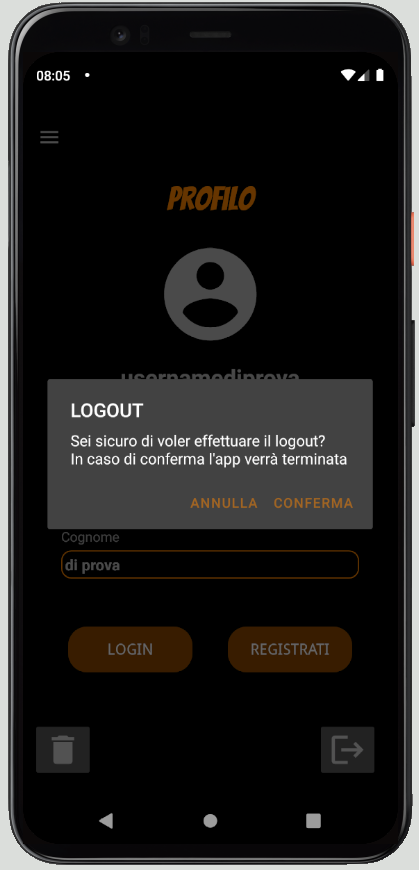 08:05
PROFILO
usernamediprova
LOGOUT
Sei sicuro di voler effettuare il logout?
In caso di conferma l'app verrà terminata
ANNULLA CONFERMA
Cognome
di prova
LOGIN REGISTRATI